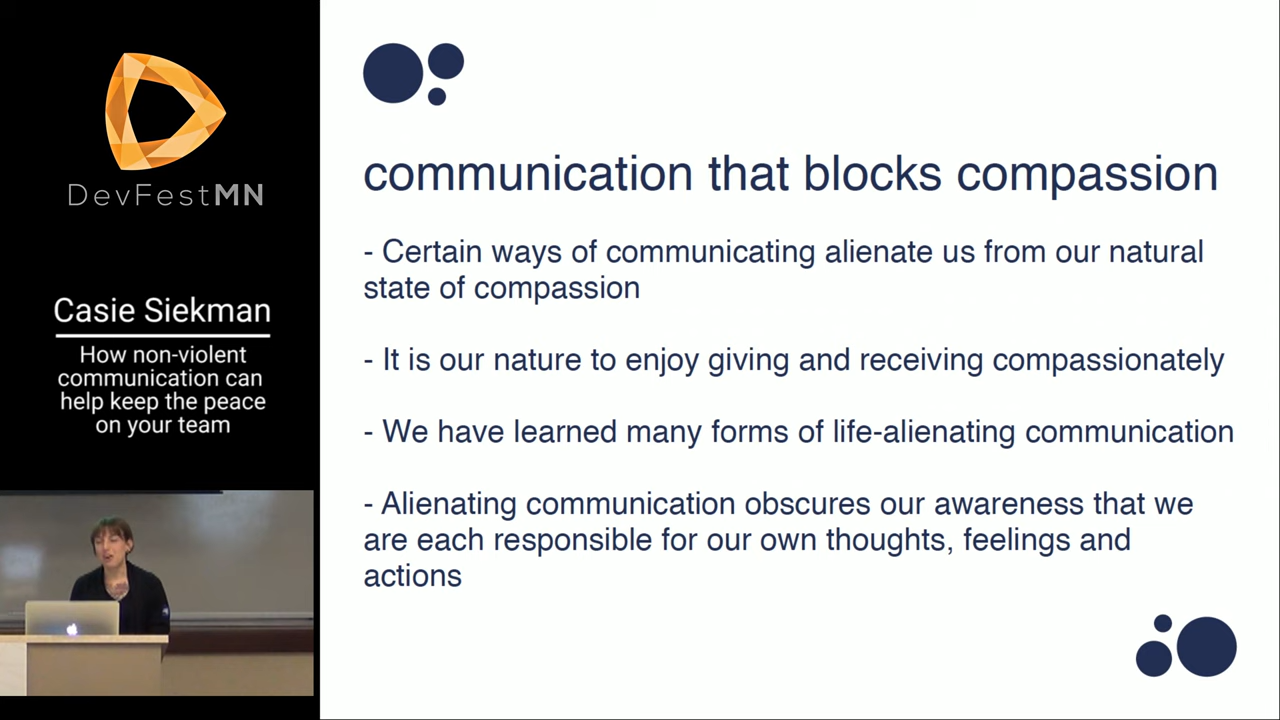 DevFestMN
Casie Siekman
How non-violent
communication can
help keep the peace
on your team
communication that blocks compassion
- Certain ways of communicating alienate us from our natural
state of compassion
- It is our nature to enjoy giving and receiving compassionately
- We have learned many forms of life-alienating communication
- Alienating communication obscures our awareness that we
are each responsible for our own thoughts, feelings and
actions